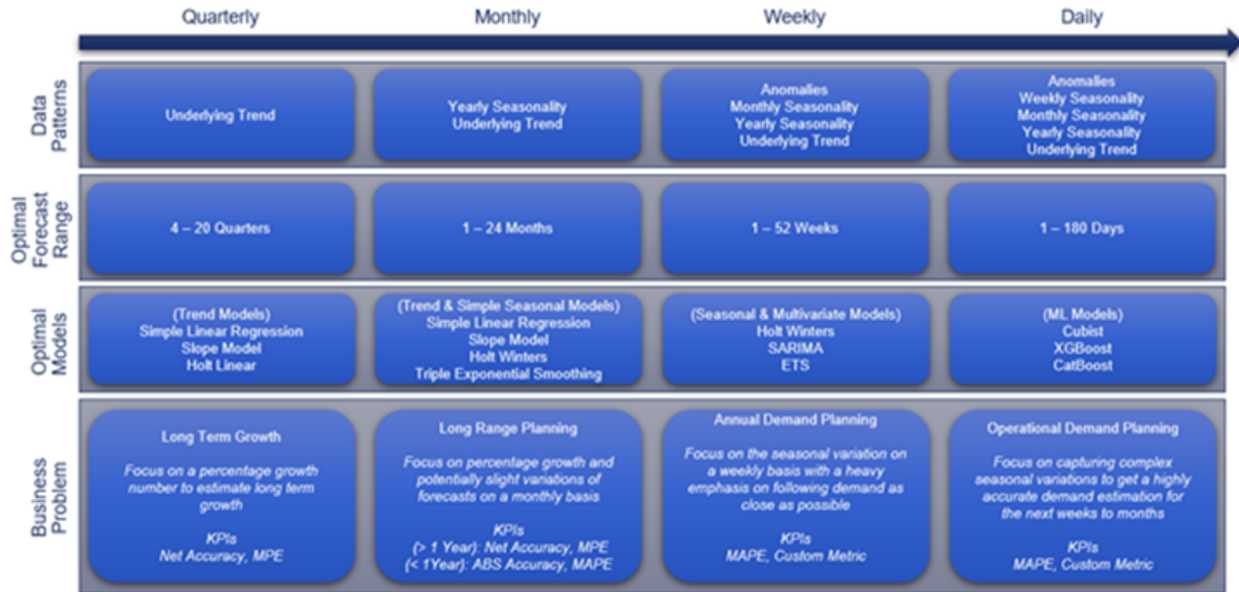 Quarterly
Monthly
Weekly
Daily
Data
Patterns
Underlying Trend
Yearly Seasonality
Underlying Trend
Anomalies
Monthly Seasonality
Yearly Seasonality
Underlying Trend
Anomalies
Weekly Seasonality
Monthly Seasonality
Yearly Seasonality
Underlying Trend
Optimal
Forecast
Range
4 – 20 Quarters
1 – 24 Months
1 – 52 Weeks
1 – 180 Days
Optimal
Models
(Trend Models)
Simple Linear Regression
Slope Model
Holt Linear
(Trend & Simple Seasonal Models)
Simple Linear Regression
Slope Model
Holt Winters
Triple Exponential Smoothing
(Seasonal & Multivariate Models)
Holt Winters
SARIMA
ETS
(ML Models)
Cubist
XGBoost
CatBoost
Business
Problem
Long Term Growth
Focus on a percentage growth
number to estimate long term
growth
KPIs
Net Accuracy, MPE
Long Range Planning
Focus on percentage growth and
potentially slight variations of
forecasts on a monthly basis
KPIs
(> 1 Year): Net Accuracy, MPE
(< 1Year): ABS Accuracy, MAPE
Annual Demand Planning
Focus on the seasonal variation on
a weekly basis with a heavy
emphasis on following demand as
close as possible
KPIs
MAPE, Custom Metric
Operational Demand Planning
Focus on capturing complex
seasonal variations to get a highly
accurate demand estimation for
the next weeks to months
KPIs
MAPE, Custom Metric